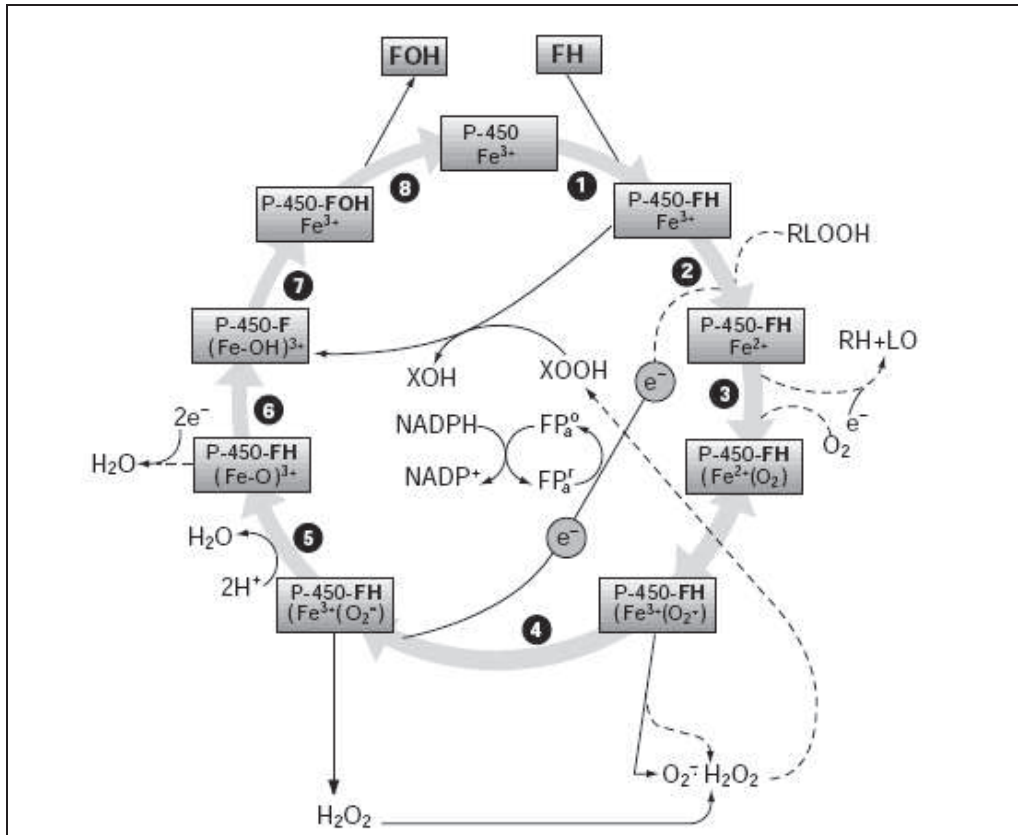 FOH
FH
P-450
Fe³⁺
1
8
P-450-FOH
Fe³⁺
P-450-FH
Fe³⁺
RLOOH
2
7
P-450-F
(Fe-OH)³⁺
P-450-FH
Fe²⁺
RH+LO
XOH
XOOH
e⁻
3
e⁻
O₂
6
2e⁻
NADPH
FPₐᵒ
NADP⁺
FPₐʳ
H₂O
P-450-FH
(Fe-O)³⁺
P-450-FH
(Fe²⁺(O₂)
H₂O
5
e⁻
2H⁺
P-450-FH
(Fe³⁺(O₂⁼)
4
P-450-FH
(Fe³⁺(O₂⁺)
O₂⁻· H₂O₂
H₂O₂